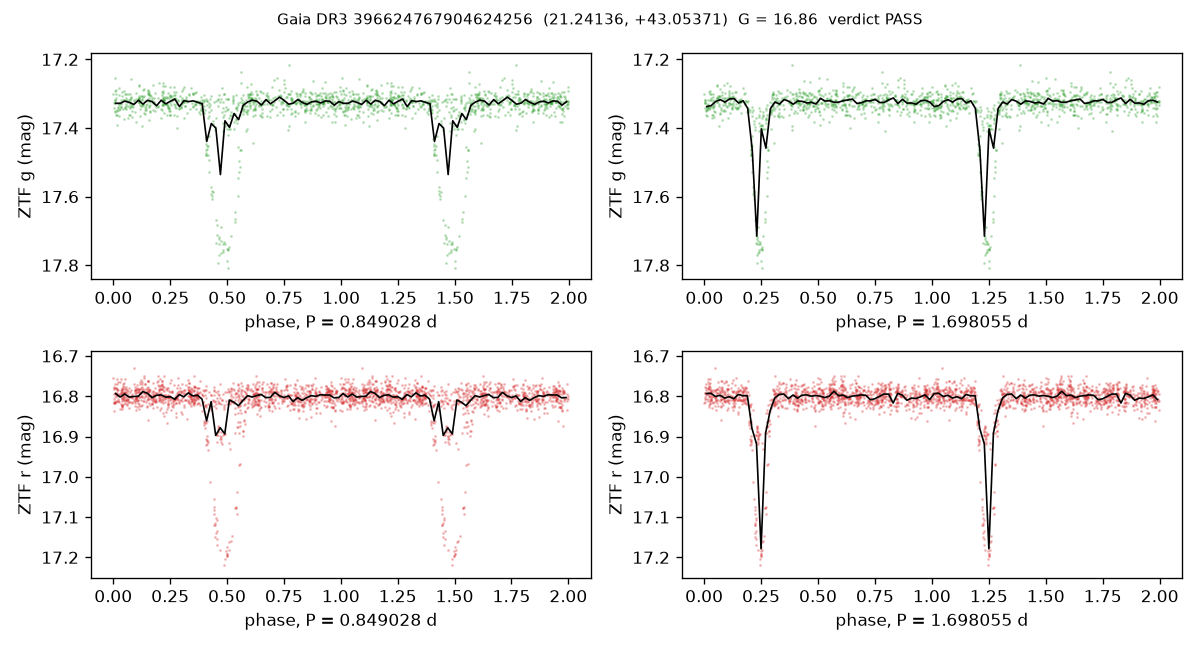 Gaia DR3 396624767904624256 (21.24136, +43.05371) G = 16.86 verdict PASS
ZTF g (mag)
17.2
17.4
17.6
17.8
0.00 0.25 0.50 0.75 1.00 1.25 1.50 1.75 2.00
phase, P = 0.849028 d
ZTF g (mag)
17.2
17.4
17.6
17.8
0.00 0.25 0.50 0.75 1.00 1.25 1.50 1.75 2.00
phase, P = 1.698055 d
ZTF r (mag)
16.7
16.8
16.9
17.0
17.1
17.2
0.00 0.25 0.50 0.75 1.00 1.25 1.50 1.75 2.00
phase, P = 0.849028 d
ZTF r (mag)
16.7
16.8
16.9
17.0
17.1
17.2
0.00 0.25 0.50 0.75 1.00 1.25 1.50 1.75 2.00
phase, P = 1.698055 d